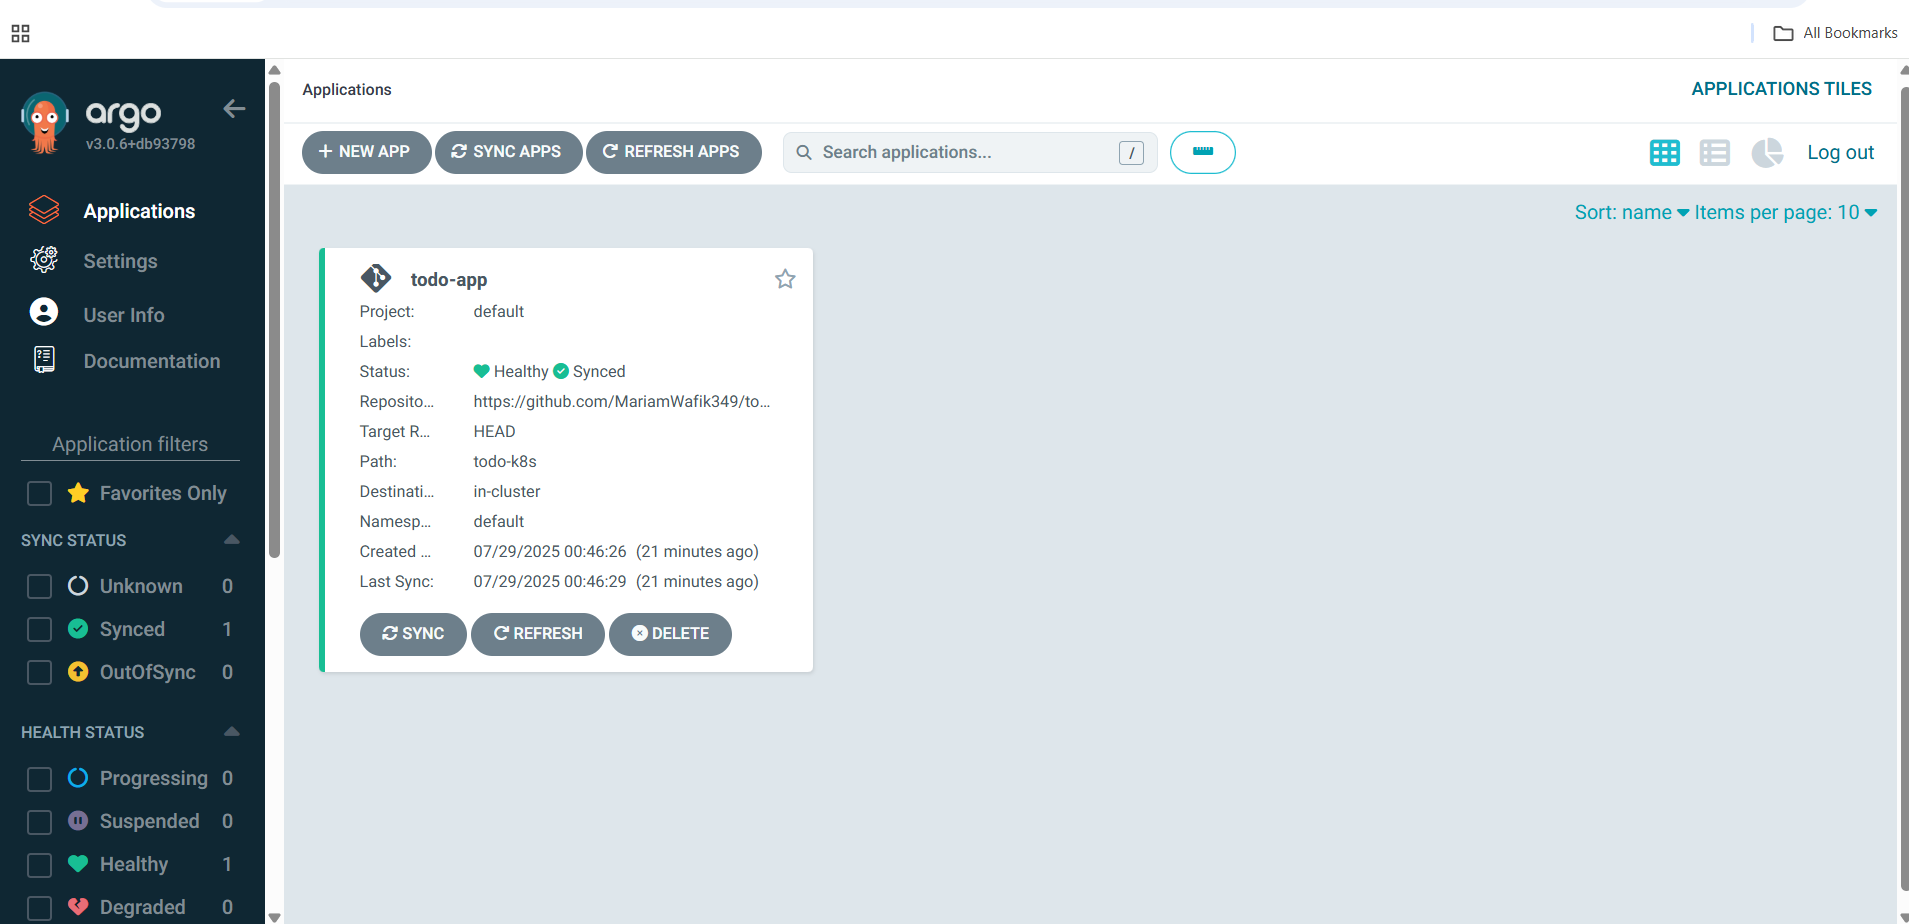 All Bookmarks
argo
v3.0.6+db93798
Applications
Settings
User Info
Documentation
Application filters
Favorites Only
SYNC STATUS
Unknown 0
Synced 1
OutOfSync 0
HEALTH STATUS
Progressing 0
Suspended 0
Healthy 1
Degraded 0
Applications
APPLICATIONS TILES
+ NEW APP
SYNC APPS
REFRESH APPS
Search applications...
/
Log out
Sort: name
Items per page: 10
todo-app
Project: default
Labels:
Status: Healthy Synced
Reposito... https://github.com/MariamWafik349/to...
Target R... HEAD
Path: todo-k8s
Destinati... in-cluster
Namesp... default
Created ... 07/29/2025 00:46:26 (21 minutes ago)
Last Sync: 07/29/2025 00:46:29 (21 minutes ago)
SYNC
REFRESH
DELETE